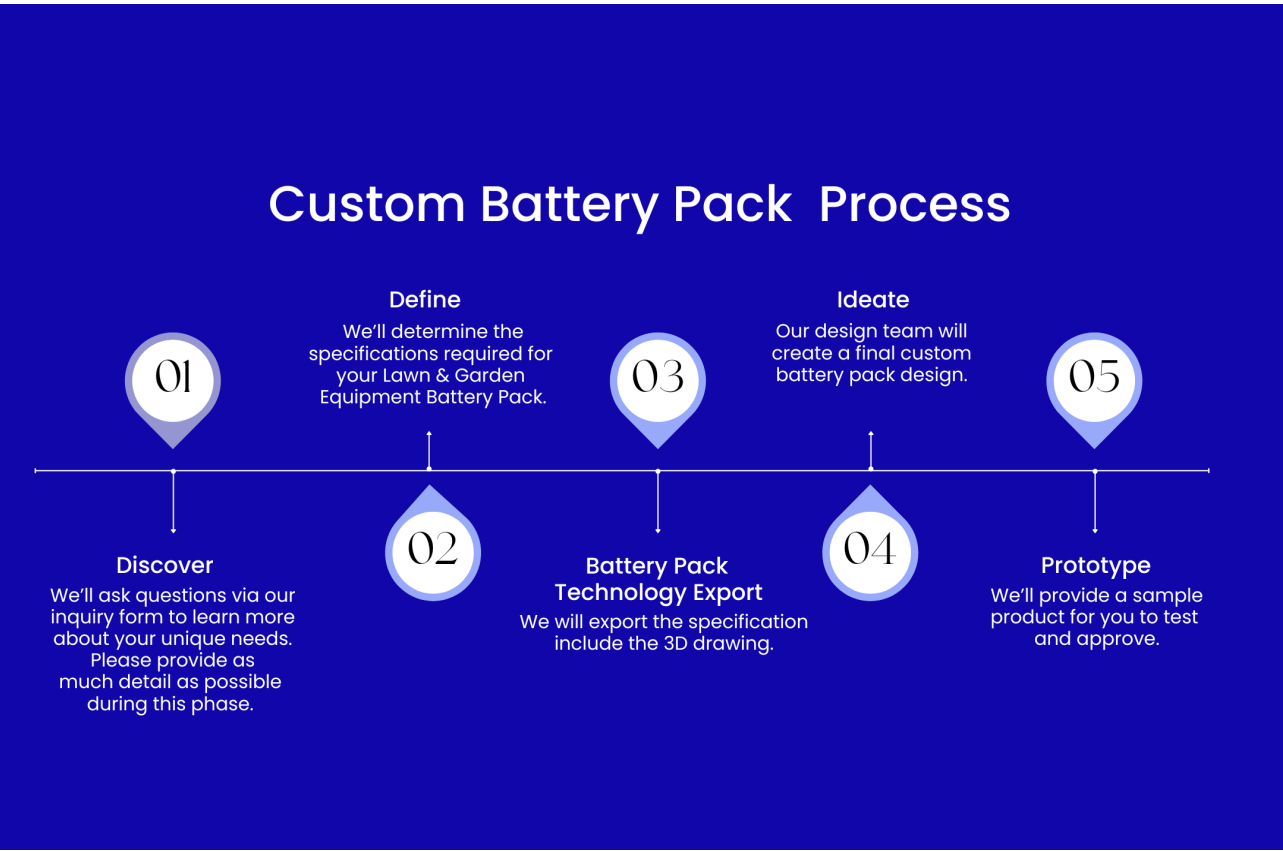 Custom Battery Pack  Process
01
Discover
We'll ask questions via our
inquiry form to learn more
about your unique needs.
Please provide as
much detail as possible
during this phase.
Define
We'll determine the
specifications required for
your Lawn & Garden
Equipment Battery Pack.
02
03
Battery Pack
Technology Export
We will export the specification
include the 3D drawing.
Ideate
Our design team will
create a final custom
battery pack design.
04
05
Prototype
We'll provide a sample
product for you to test
and approve.